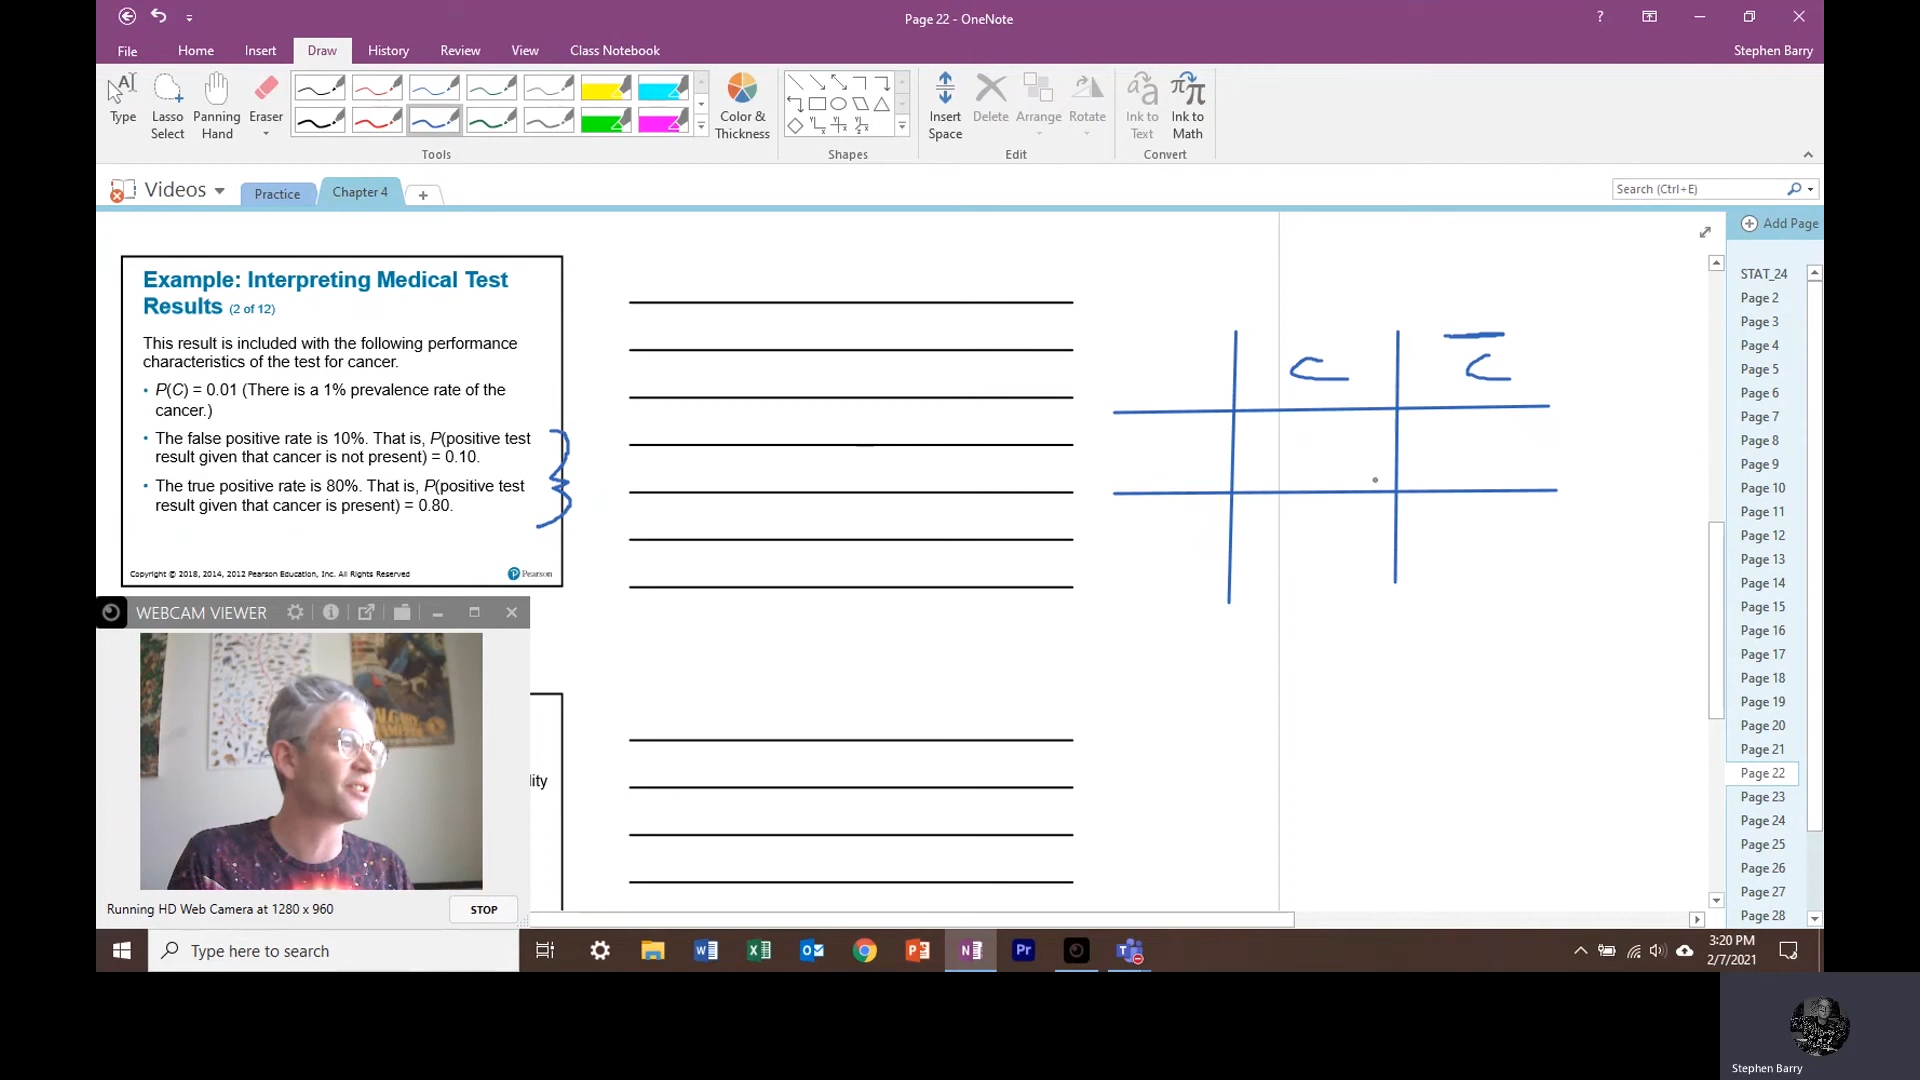 Page 22 - OneNote
?
File Home Insert Draw History Review View Class Notebook
Stephen Barry
Type
Lasso Select
Panning Hand
Eraser
Color & Thickness
Insert Space
Delete
Arrange
Rotate
Ink to Text
Ink to Math
Tools Shapes Edit Convert
Videos Practice Chapter 4 +
Search (Ctrl+E)
Add Page
Example: Interpreting Medical Test
Results (2 of 12)
This result is included with the following performance
characteristics of the test for cancer.
• P(C) = 0.01 (There is a 1% prevalence rate of the
cancer.)
• The false positive rate is 10%. That is, P(positive test
result given that cancer is not present) = 0.10.
• The true positive rate is 80%. That is, P(positive test
result given that cancer is present) = 0.80.
Copyright © 2018, 2014, 2012 Pearson Education, Inc. All Rights Reserved
Pearson
C C̅
STAT_24
Page 2
Page 3
Page 4
Page 5
Page 6
Page 7
Page 8
Page 9
Page 10
Page 11
Page 12
Page 13
Page 14
Page 15
Page 16
Page 17
Page 18
Page 19
Page 20
Page 21
Page 22
Page 23
Page 24
Page 25
Page 26
Page 27
Page 28
WEBCAM VIEWER
lity
Running HD Web Camera at 1280 x 960
STOP
Type here to search
3:20 PM
2/7/2021
Stephen Barry